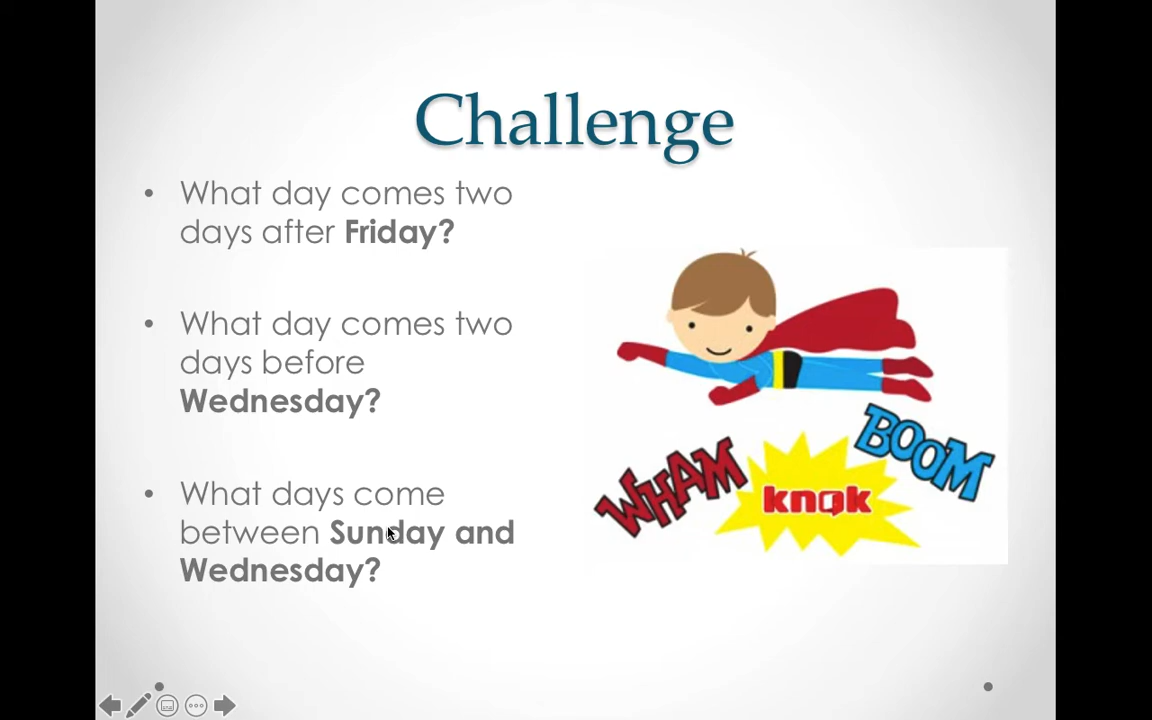 Challenge
• What day comes two
days after Friday?
• What day comes two
days before
Wednesday?
• What days come
between Sunday and
Wednesday?
WHAM
knok
BOOM